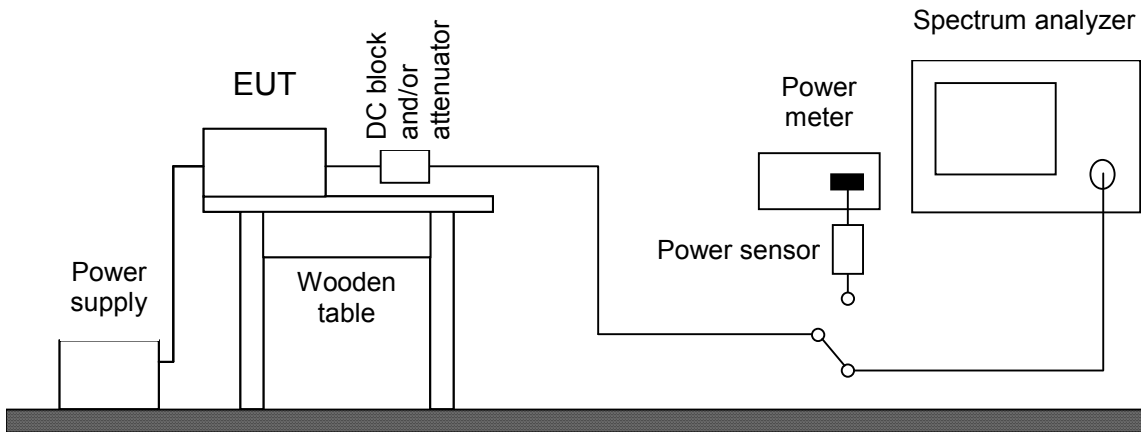 Spectrum analyzer
EUT
DC block
and/or
attenuator
Power
meter
Power sensor
Power
supply
Wooden
table